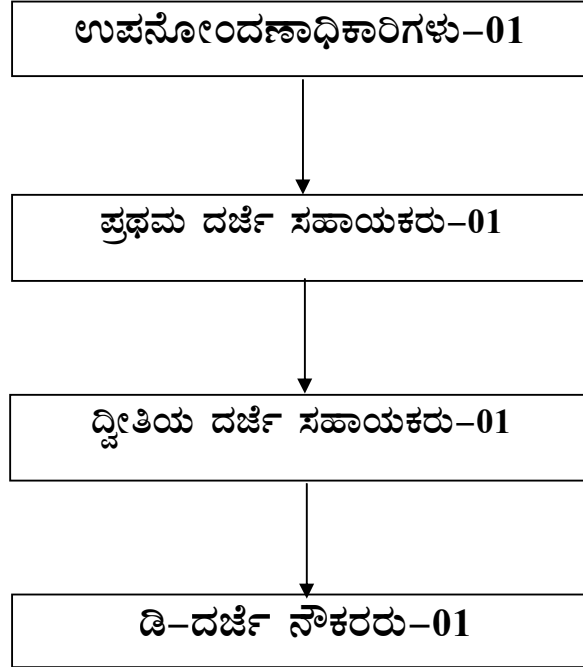 ಉಪನೋಂದಣಾಧಿಕಾರಿಗಳು–01
ಪ್ರಥಮ ದರ್ಜೆ ಸಹಾಯಕರು–01
ದ್ವೀತಿಯ ದರ್ಜೆ ಸಹಾಯಕರು–01
ಡಿ–ದರ್ಜೆ ನೌಕರರು–01